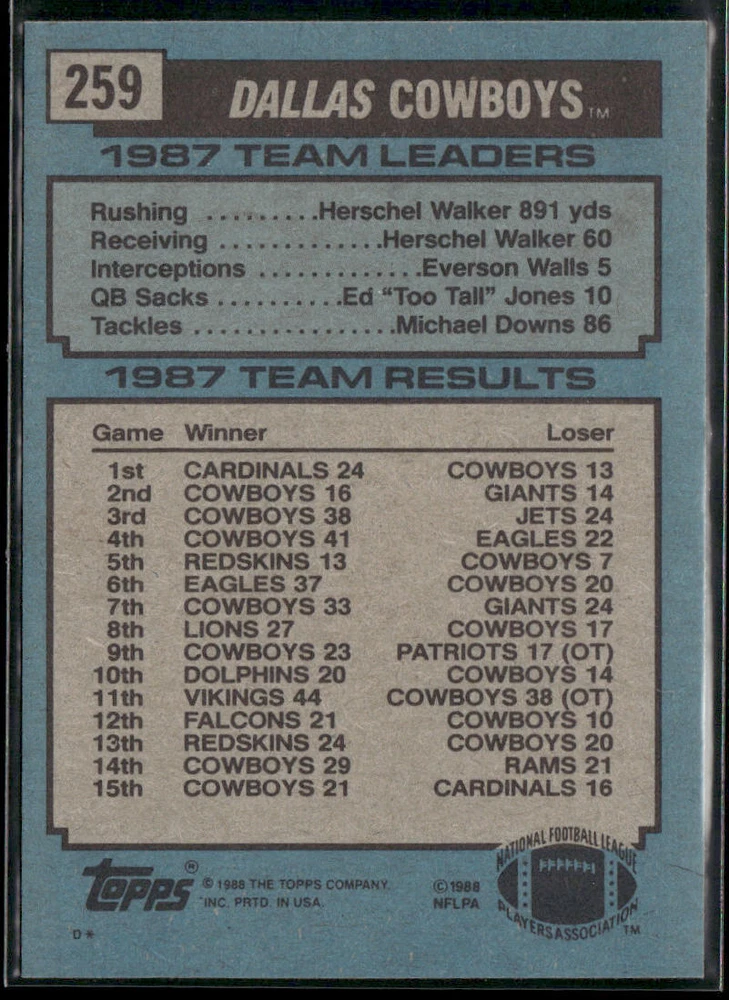 259
DALLAS COWBOYS™
1987 TEAM LEADERS
Rushing .........Herschel Walker 891 yds
Receiving .............Herschel Walker 60
Interceptions .............Everson Walls 5
QB Sacks ..........Ed "Too Tall" Jones 10
Tackles ................Michael Downs 86
1987 TEAM RESULTS
Game Winner Loser
1st CARDINALS 24 COWBOYS 13
2nd COWBOYS 16 GIANTS 14
3rd COWBOYS 38 JETS 24
4th COWBOYS 41 EAGLES 22
5th REDSKINS 13 COWBOYS 7
6th EAGLES 37 COWBOYS 20
7th COWBOYS 33 GIANTS 24
8th LIONS 27 COWBOYS 17
9th COWBOYS 23 PATRIOTS 17 (OT)
10th DOLPHINS 20 COWBOYS 14
11th VIKINGS 44 COWBOYS 38 (OT)
12th FALCONS 21 COWBOYS 10
13th REDSKINS 24 COWBOYS 20
14th COWBOYS 29 RAMS 21
15th COWBOYS 21 CARDINALS 16
topps®
© 1988 THE TOPPS COMPANY,
INC. PRTD. IN USA.
© 1988
NFLPA
NATIONAL FOOTBALL LEAGUE
PLAYERS ASSOCIATION™
D*